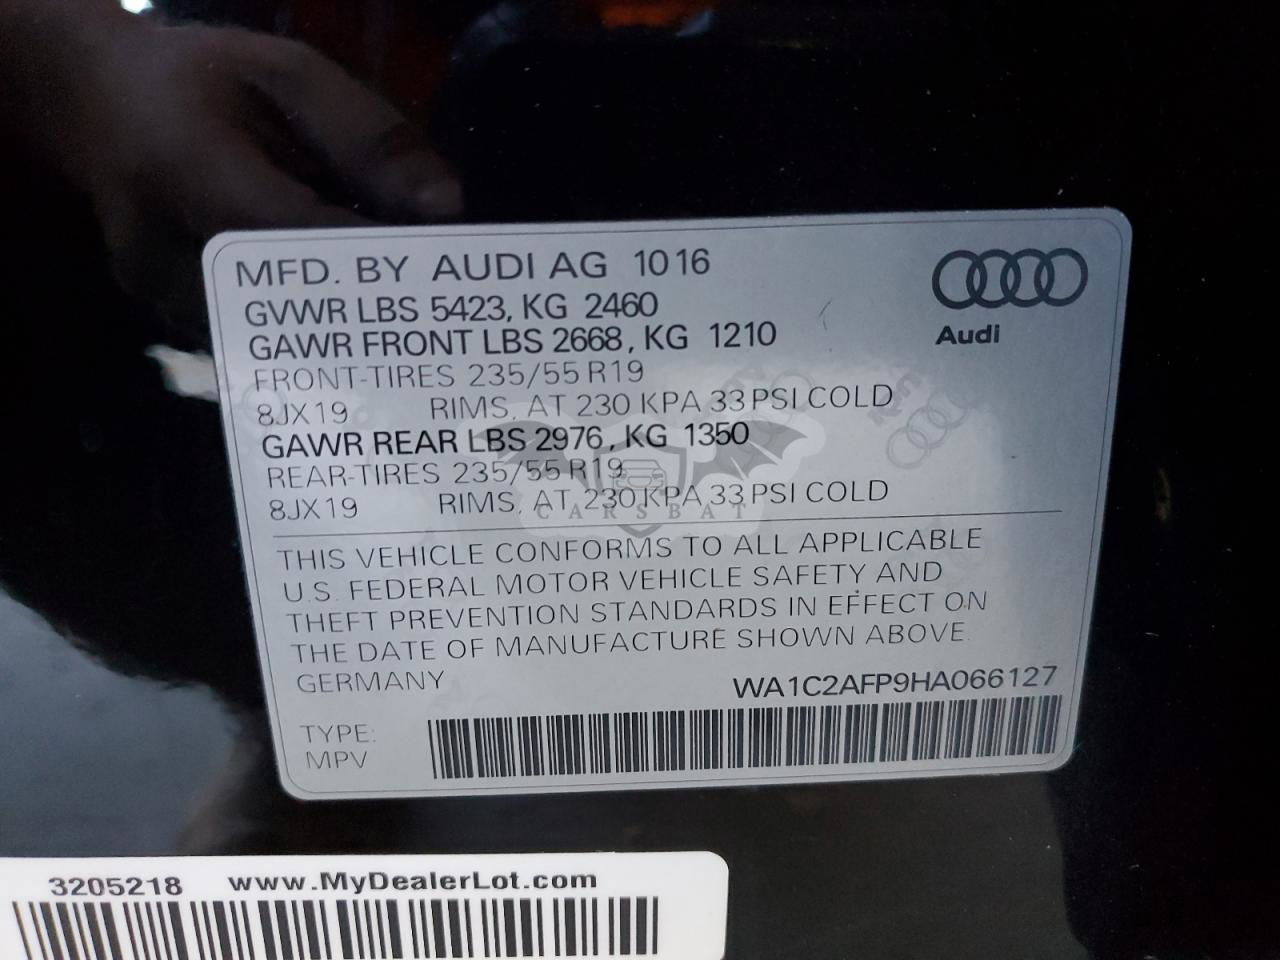 MFD. BY AUDI AG 1016
GVWR LBS 5423, KG 2460
GAWR FRONT LBS 2668, KG 1210
FRONT-TIRES 235/55 R19
8JX19 RIMS, AT 230 KPA 33 PSI COLD
GAWR REAR LBS 2976, KG 1350
REAR-TIRES 235/55 R19
8JX19 RIMS, AT 230 KPA 33 PSI COLD
Audi
CARSBAT
THIS VEHICLE CONFORMS TO ALL APPLICABLE
U.S. FEDERAL MOTOR VEHICLE SAFETY AND
THEFT PREVENTION STANDARDS IN EFFECT ON
THE DATE OF MANUFACTURE SHOWN ABOVE.
GERMANY WA1C2AFP9HA066127
TYPE:
MPV
3205218 www.MyDealerLot.com